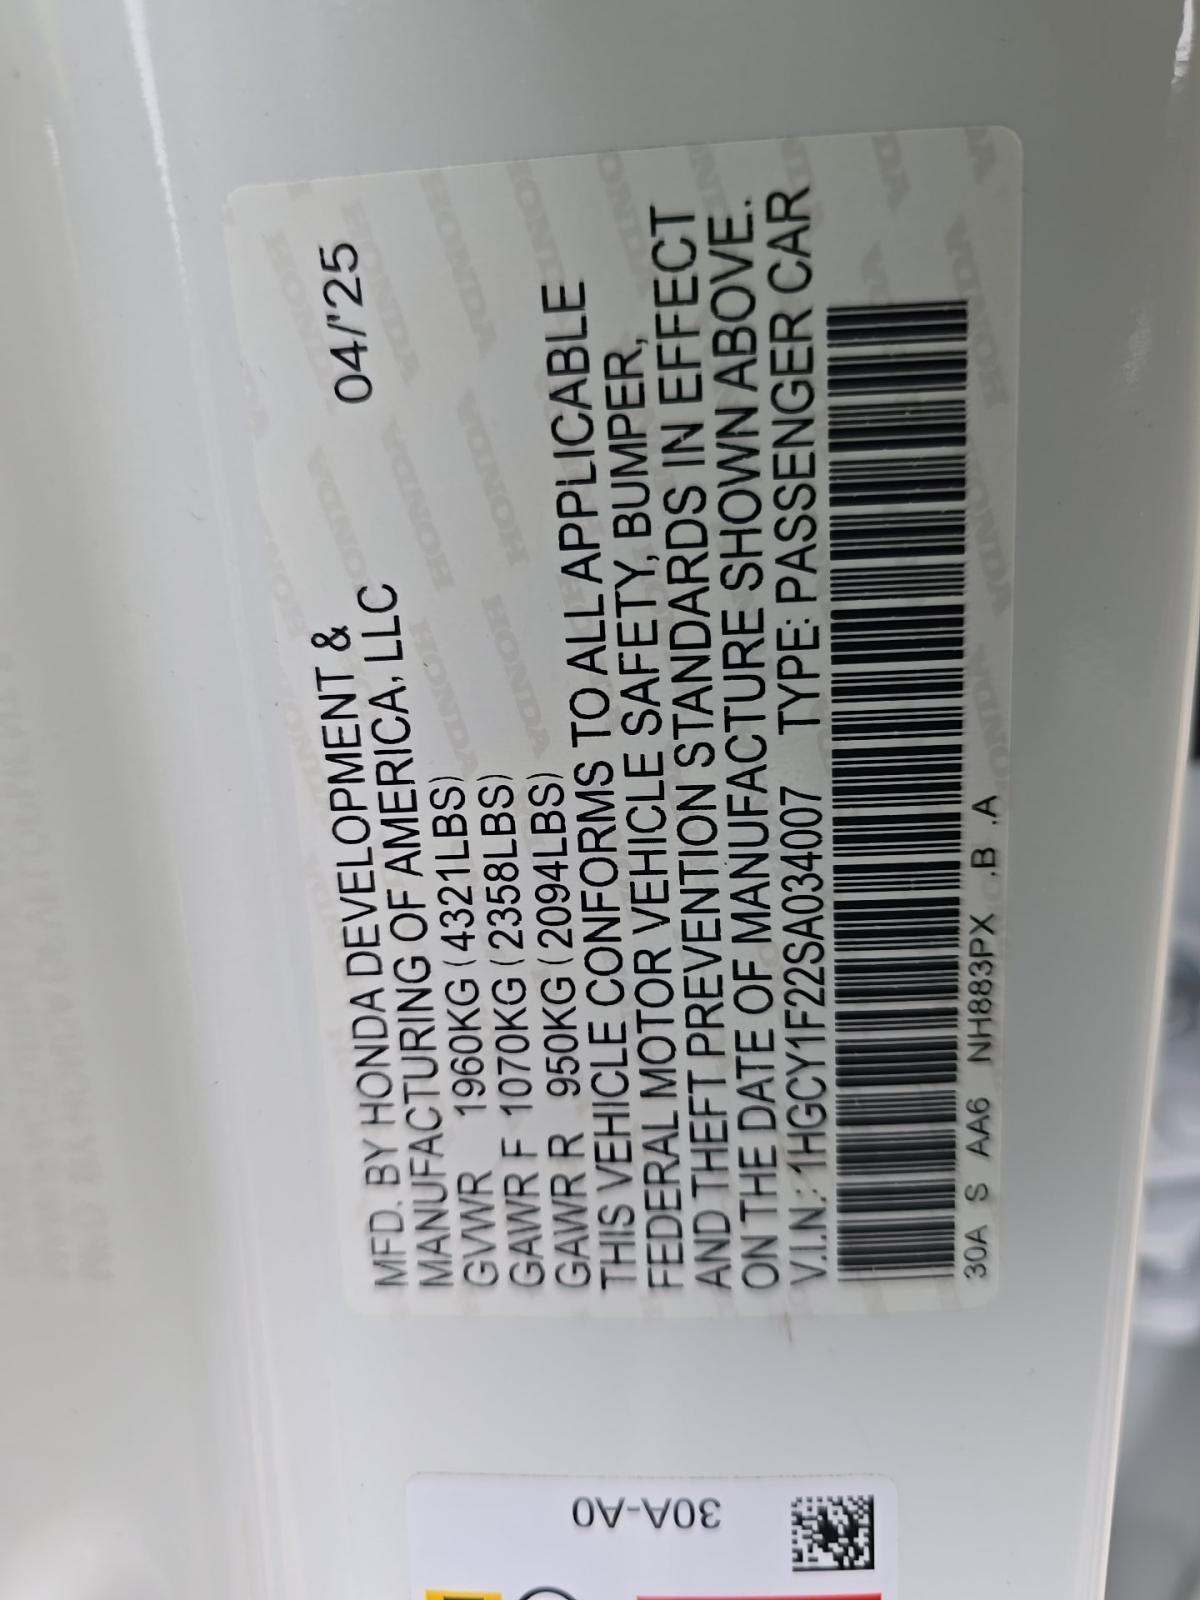 MFD. BY HONDA DEVELOPMENT &
MANUFACTURING OF AMERICA, LLC 04/'25
GVWR 1960KG (4321LBS)
GAWR F 1070KG (2358LBS)
GAWR R 950KG (2094LBS)
THIS VEHICLE CONFORMS TO ALL APPLICABLE
FEDERAL MOTOR VEHICLE SAFETY, BUMPER,
AND THEFT PREVENTION STANDARDS IN EFFECT
ON THE DATE OF MANUFACTURE SHOWN ABOVE.
V.I.N.: 1HGCY1F22SA034007 TYPE: PASSENGER CAR
30A S AA6 NH883PX .B .A
30A-A0